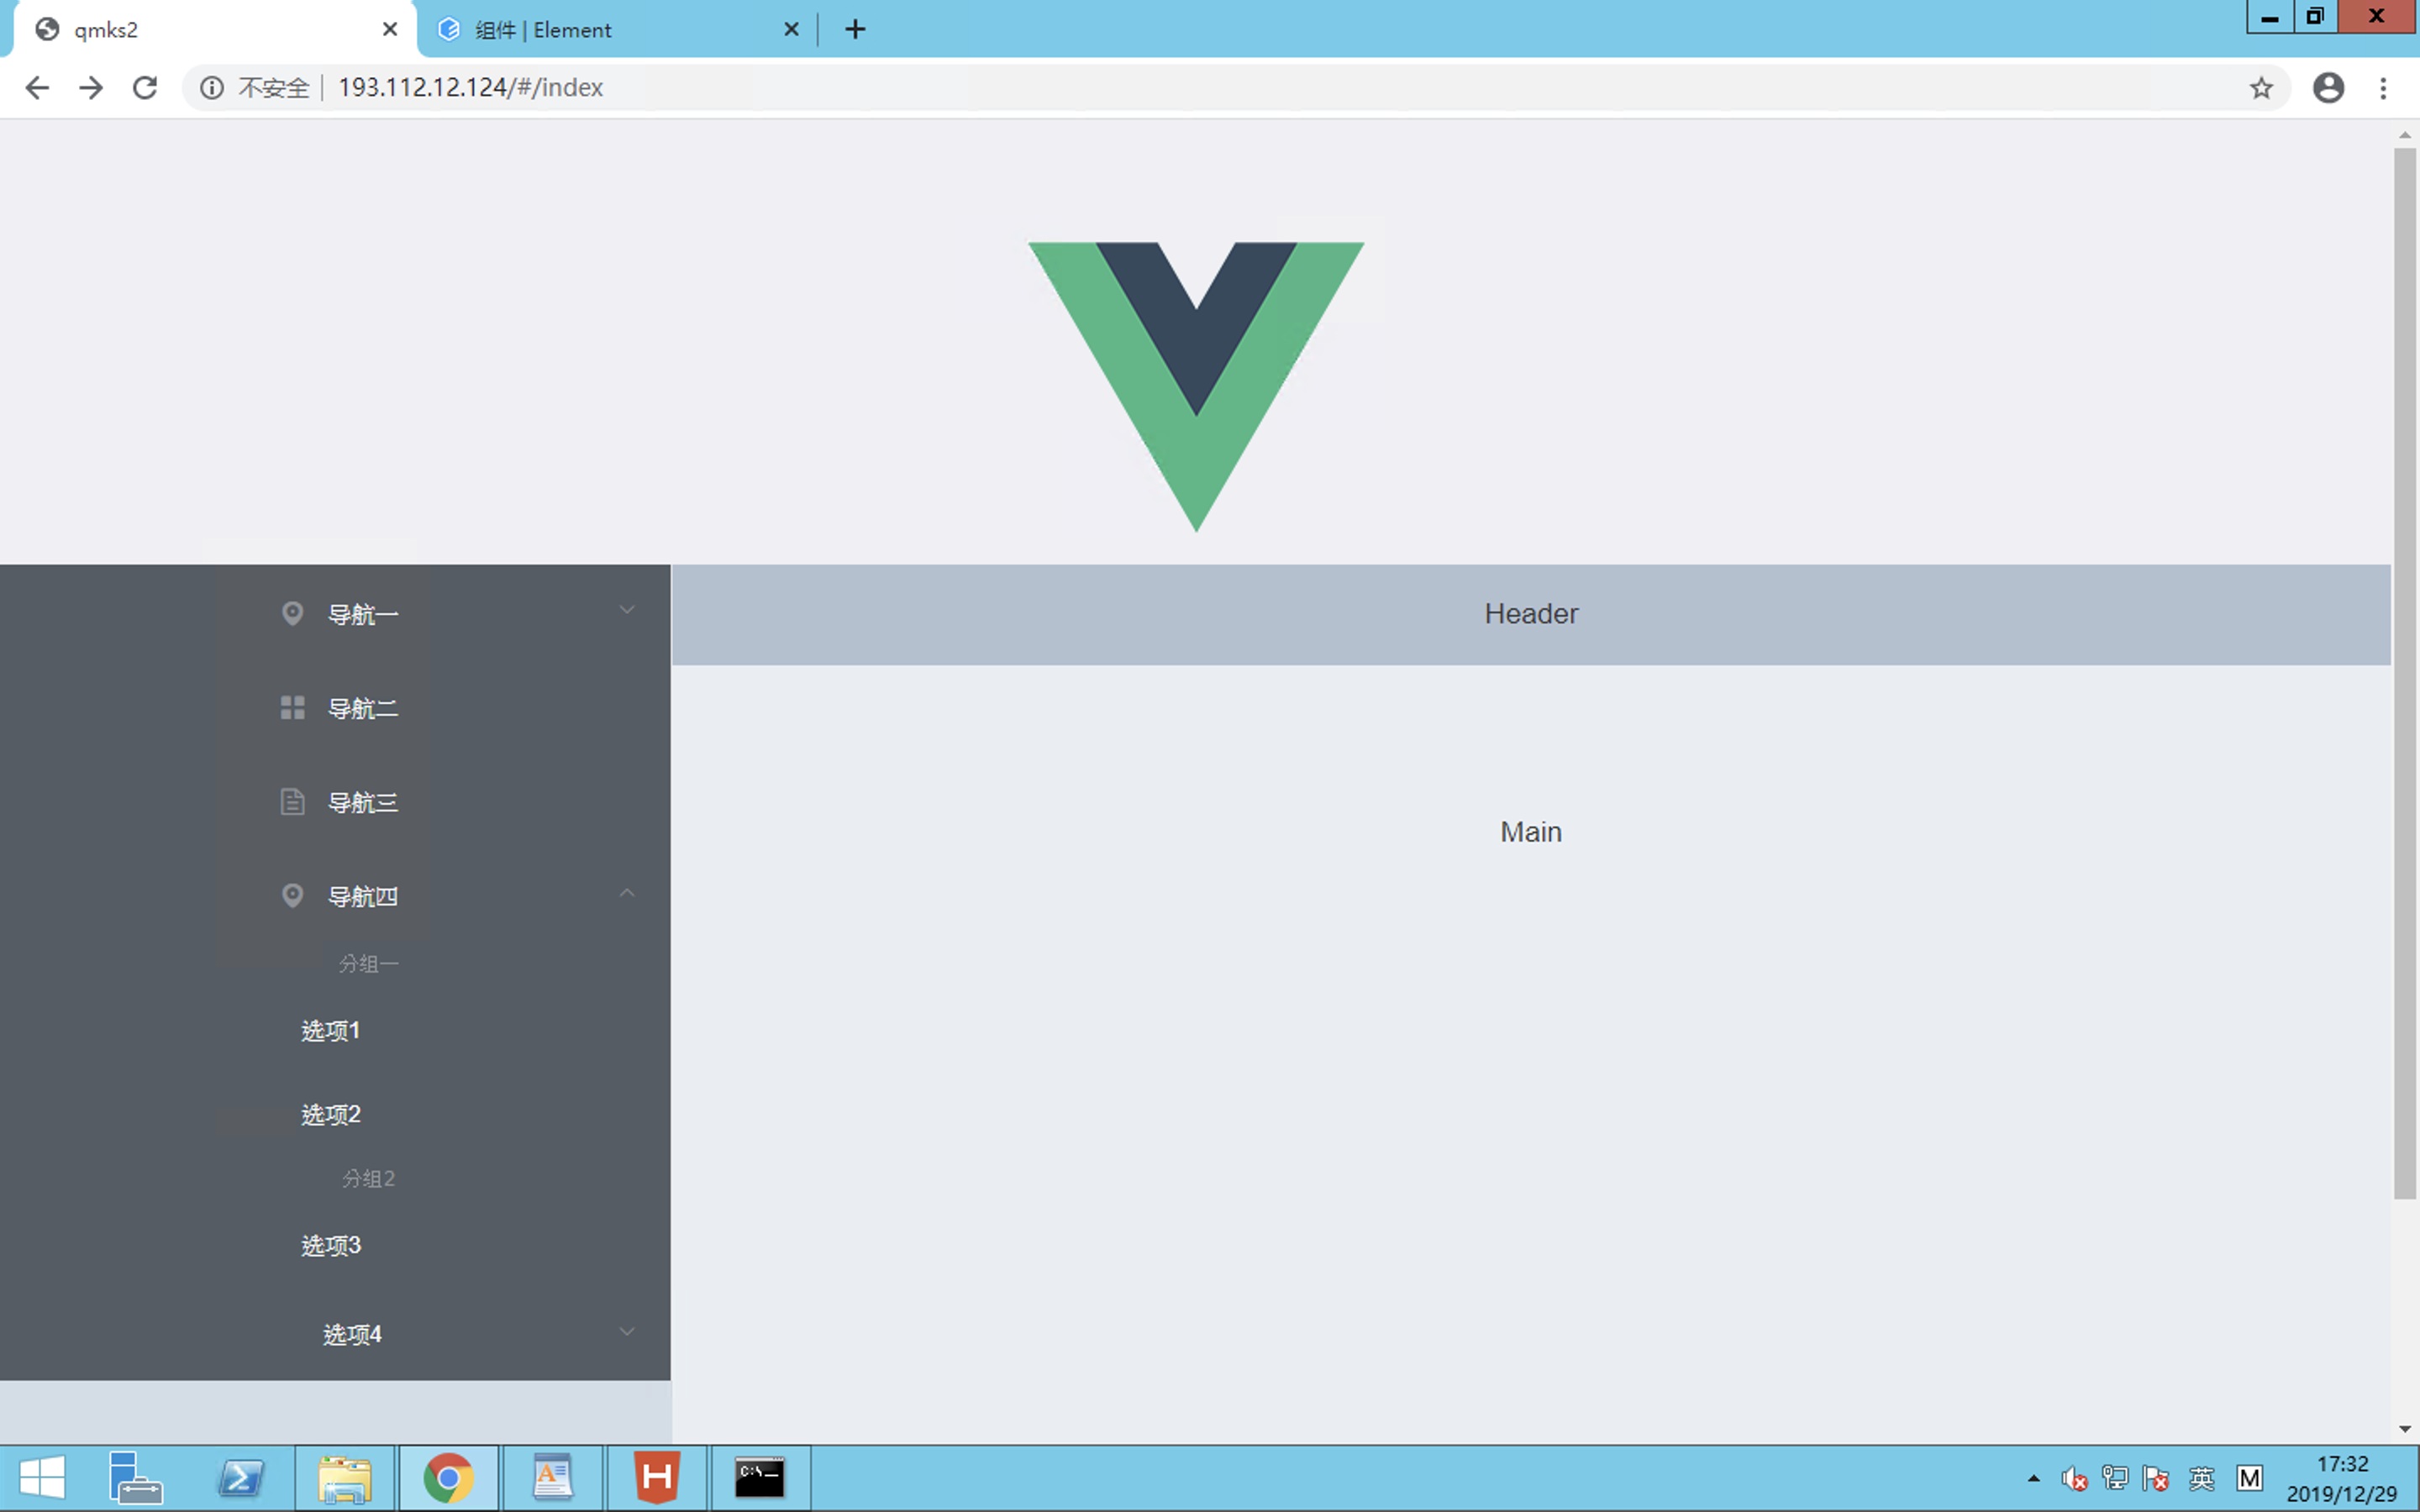 qmks2
组件 | Element
不安全 193.112.12.124/#/index
导航一
Header
导航二
导航三
Main
导航四
分组一
选项1
选项2
分组2
选项3
选项4
C:\
英
M
17:32
2019/12/29